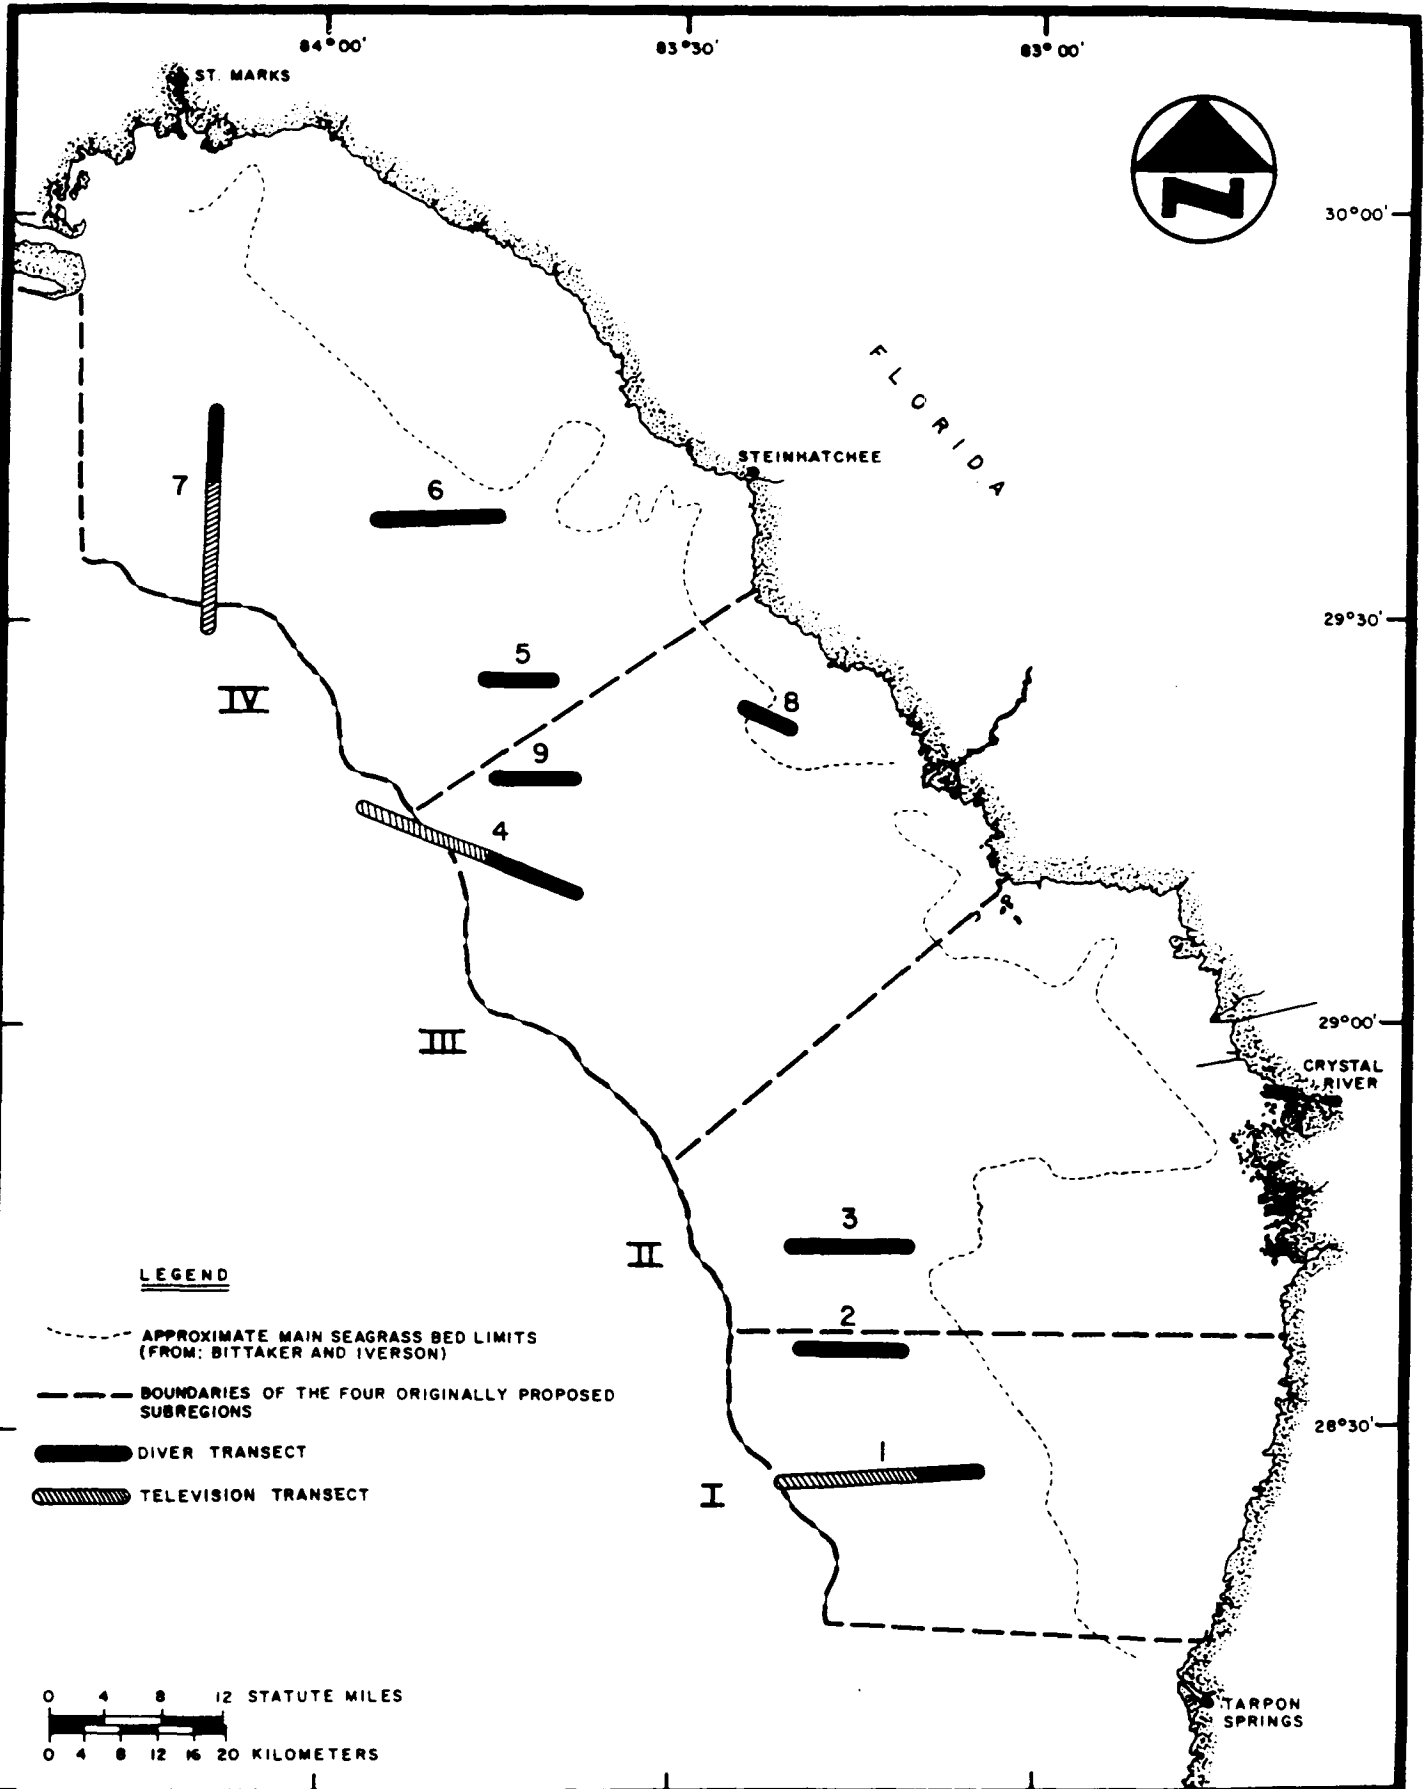 84°00'
83°30'
83°00'
ST. MARKS
N
30°00'
FLORIDA
STEINHATCHEE
7
6
29°30'
5
IV
8
9
4
29°00'
III
CRYSTAL
RIVER
3
II
LEGEND
2
APPROXIMATE MAIN SEAGRASS BED LIMITS
(FROM: BITTAKER AND IVERSON)
BOUNDARIES OF THE FOUR ORIGINALLY PROPOSED
SUBREGIONS
28°30'
DIVER TRANSECT
1
I
TELEVISION TRANSECT
0 4 8 12 STATUTE MILES
0 4 8 12 16 20 KILOMETERS
TARPON
SPRINGS